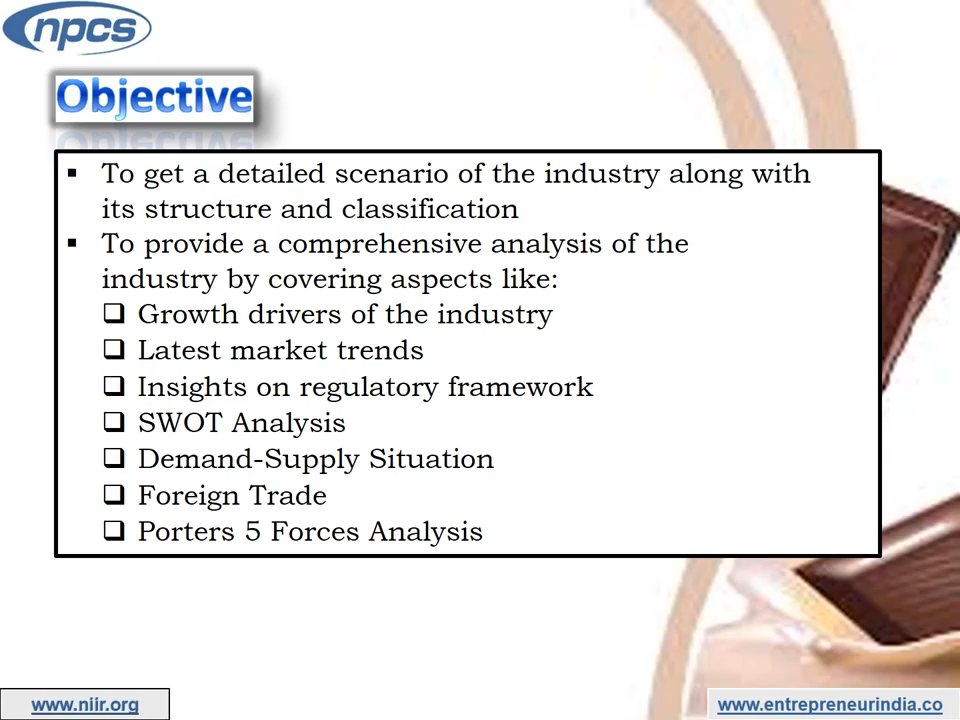 npcs
Objective
▪ To get a detailed scenario of the industry along with
its structure and classification
▪ To provide a comprehensive analysis of the
industry by covering aspects like:
❑ Growth drivers of the industry
❑ Latest market trends
❑ Insights on regulatory framework
❑ SWOT Analysis
❑ Demand-Supply Situation
❑ Foreign Trade
❑ Porters 5 Forces Analysis
www.niir.org
www.entrepreneurindia.co